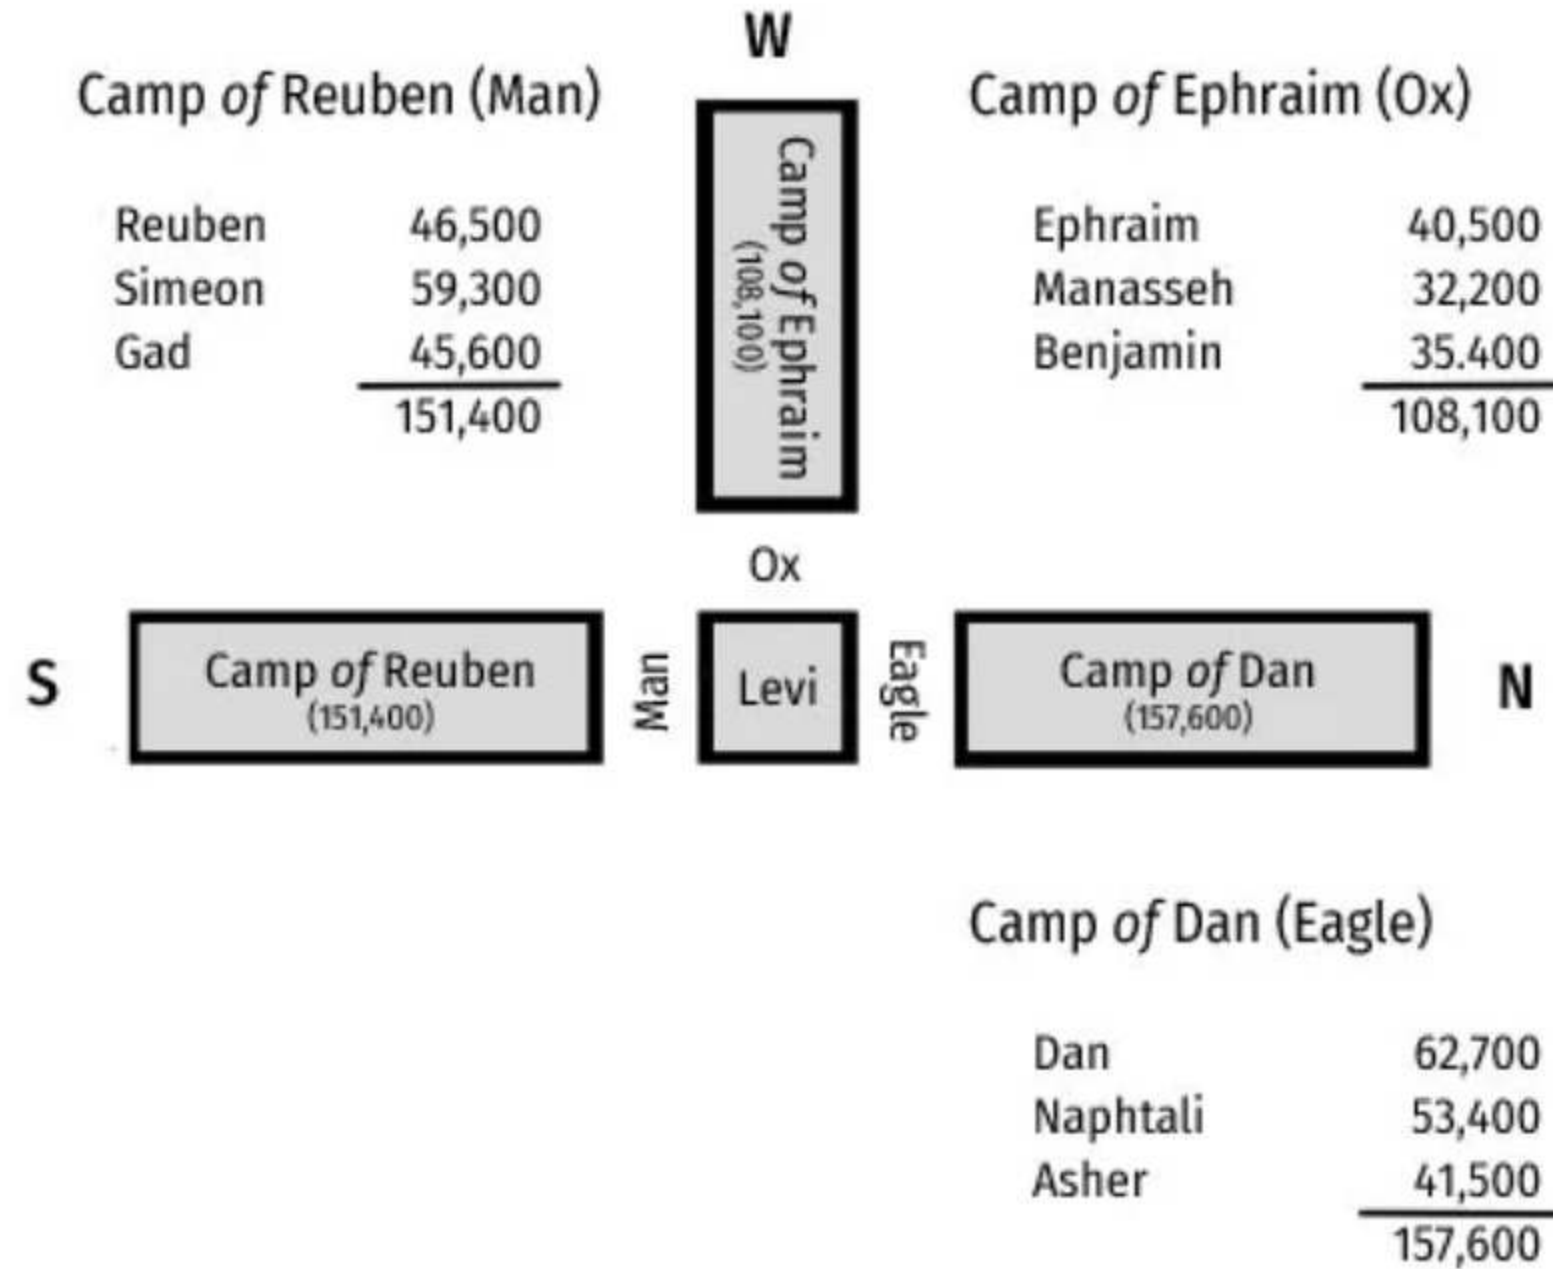 W
Camp of Reuben (Man)
Reuben 46,500
Simeon 59,300
Gad 45,600
151,400
Camp of Ephraim
(108,100)
Camp of Ephraim (Ox)
Ephraim 40,500
Manasseh 32,200
Benjamin 35.400
108,100
Ox
S
Camp of Reuben
(151,400)
Man
Levi
Eagle
Camp of Dan
(157,600)
N
Camp of Dan (Eagle)
Dan 62,700
Naphtali 53,400
Asher 41,500
157,600